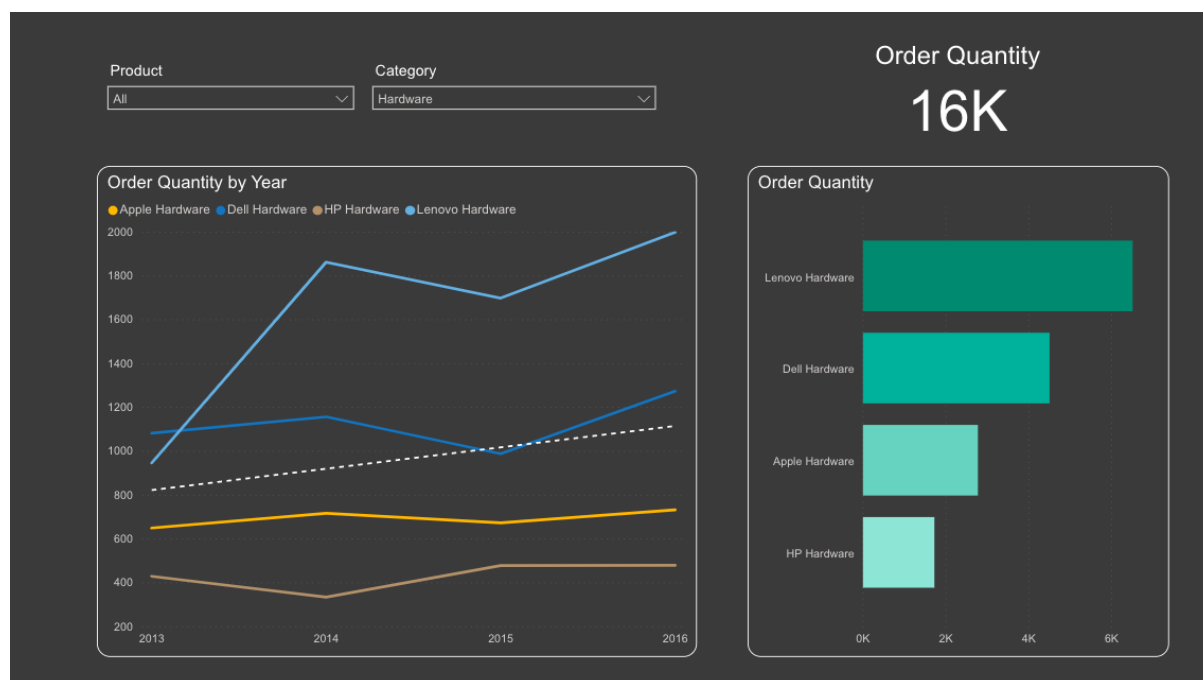 Product
Category
All
Hardware
Order Quantity
16K
Order Quantity by Year
Apple Hardware Dell Hardware HP Hardware Lenovo Hardware
2000
1800
1600
1400
1200
1000
800
600
400
200
2013 2014 2015 2016
Order Quantity
Lenovo Hardware
Dell Hardware
Apple Hardware
HP Hardware
0K 2K 4K 6K